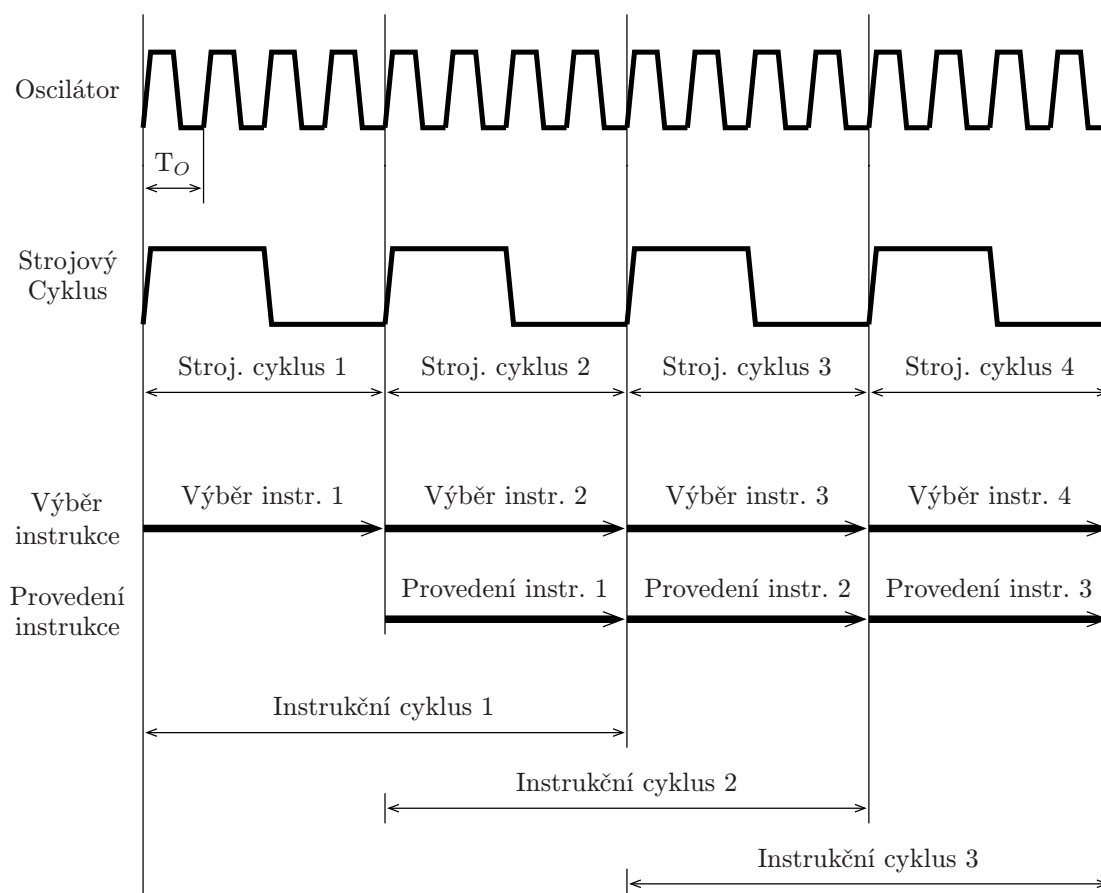 Oscilátor
T_O
Strojový
Cyklus
Stroj. cyklus 1
Stroj. cyklus 2
Stroj. cyklus 3
Stroj. cyklus 4
Výběr
instrukce
Výběr instr. 1
Výběr instr. 2
Výběr instr. 3
Výběr instr. 4
Provedení
instrukce
Provedení instr. 1
Provedení instr. 2
Provedení instr. 3
Instrukční cyklus 1
Instrukční cyklus 2
Instrukční cyklus 3